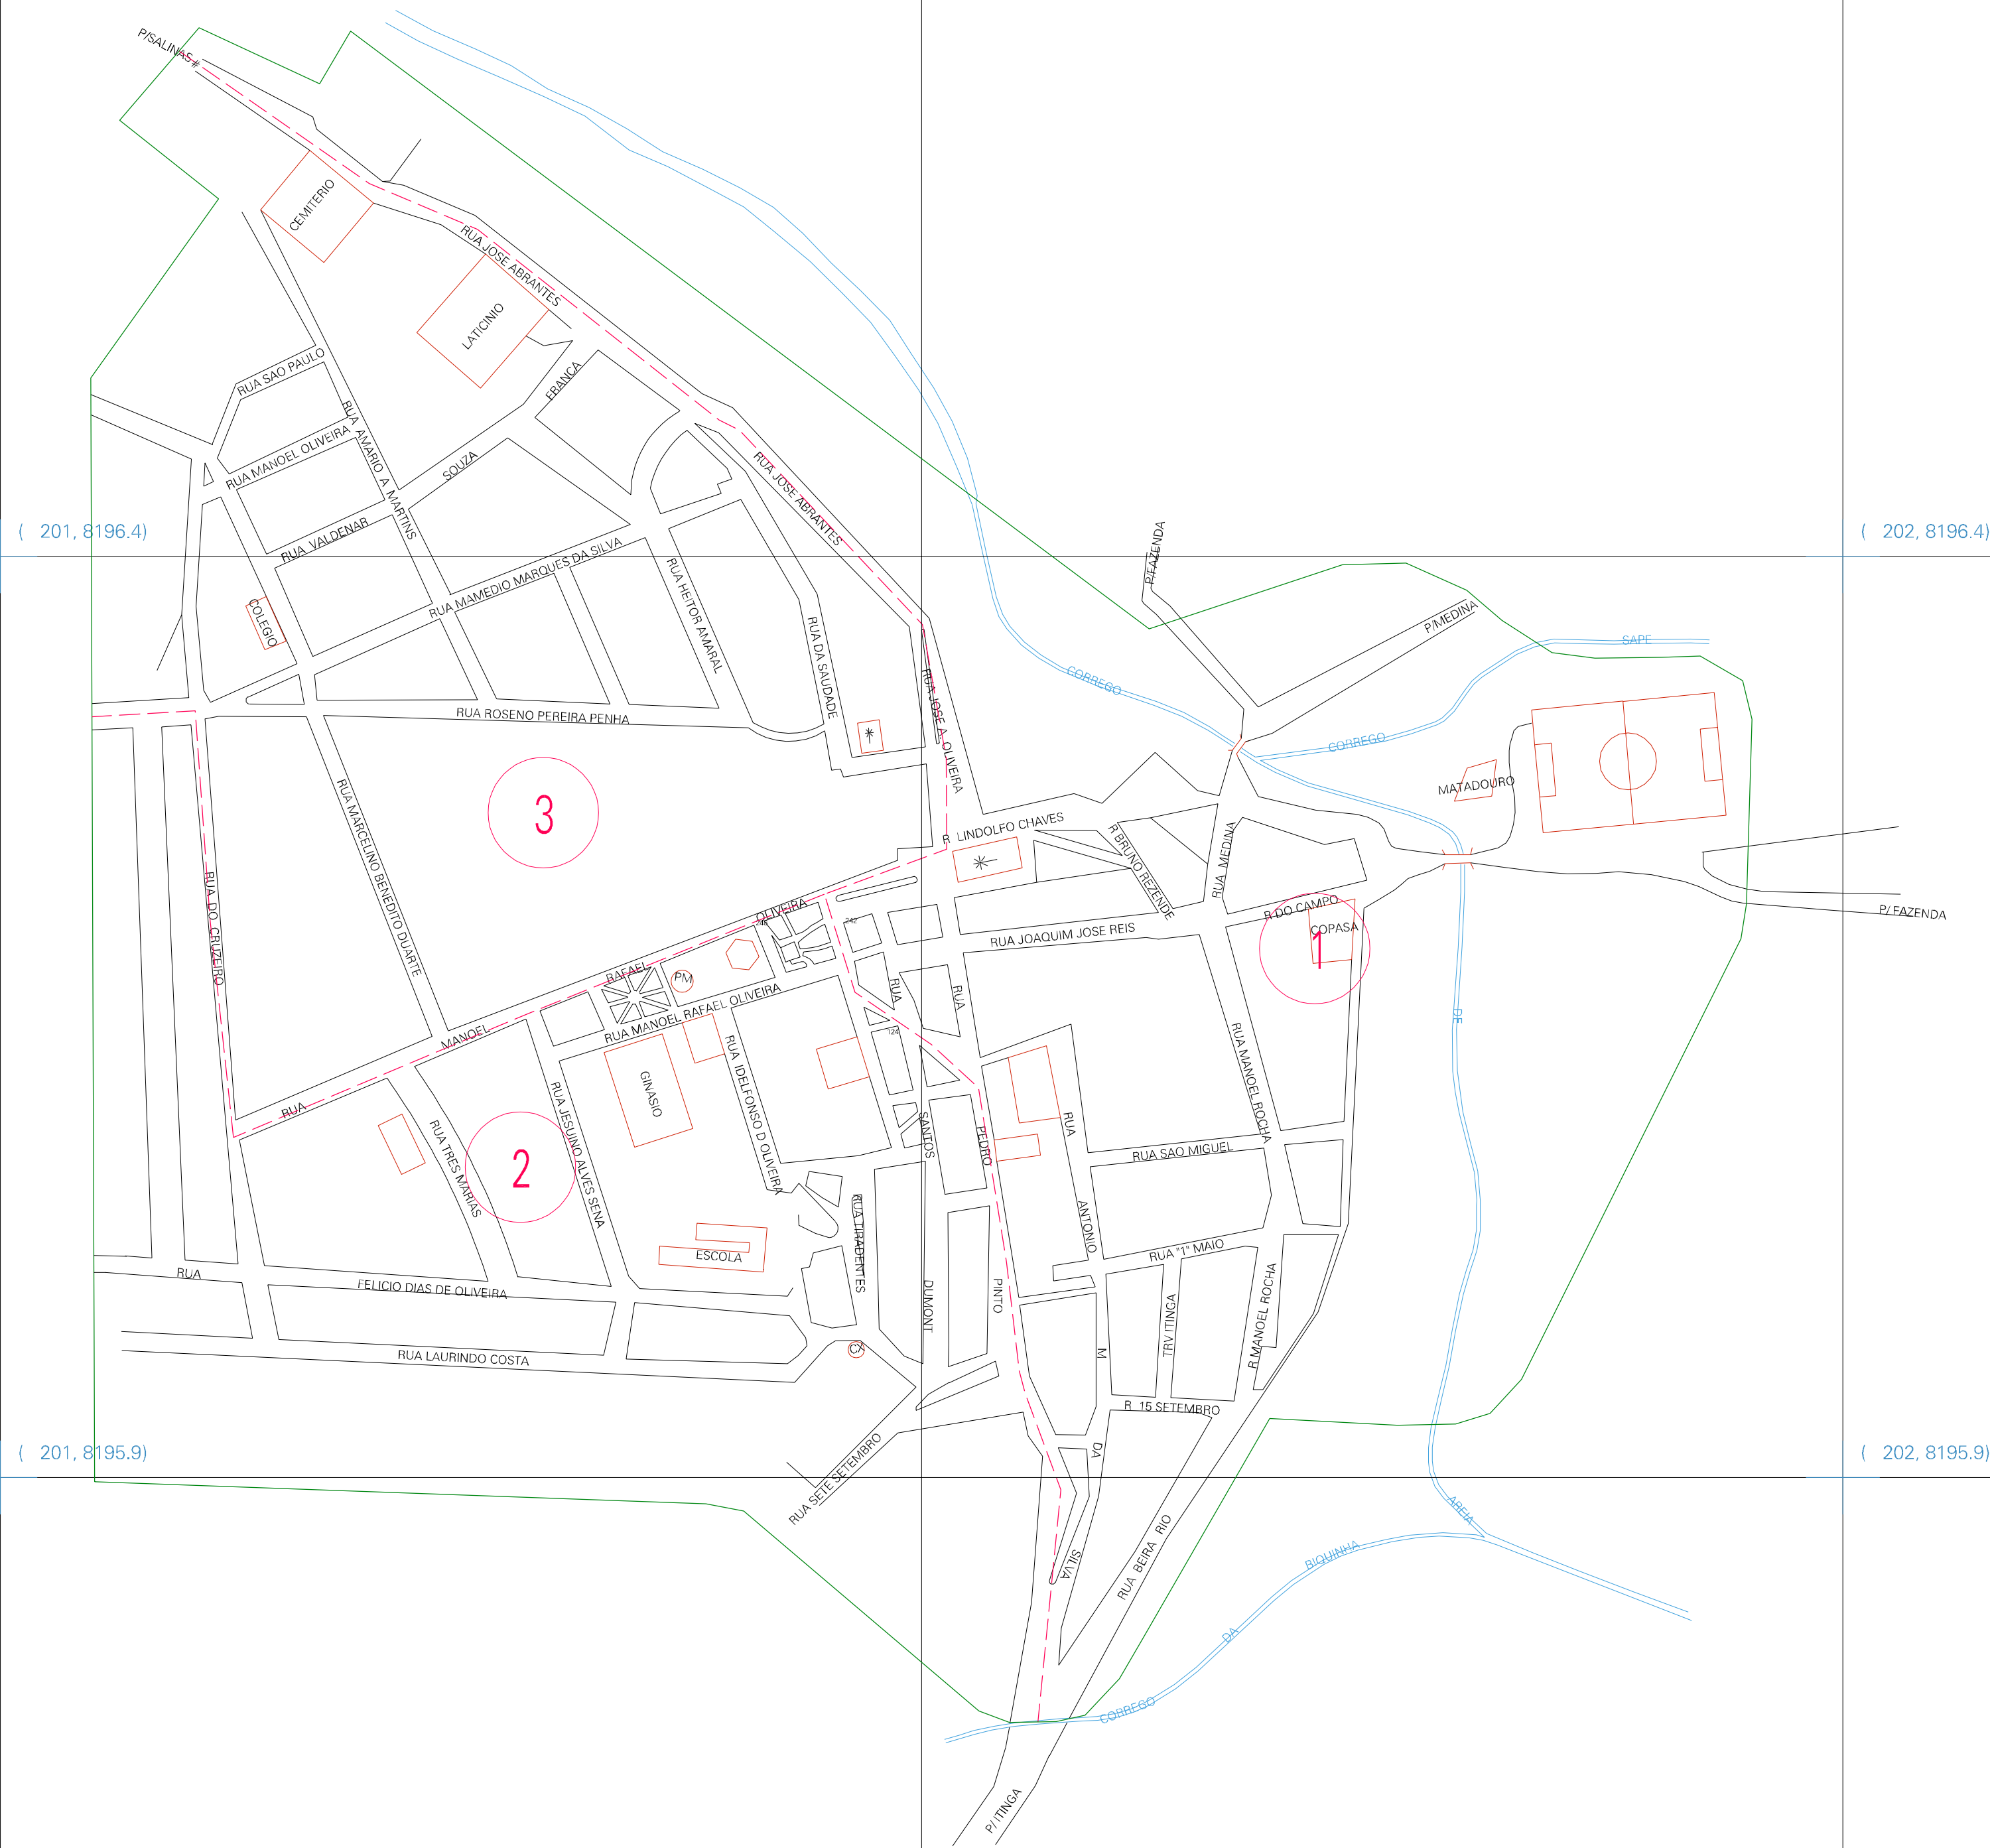 P/SALINAS #
CEMITERIO
RUA JOSE ABRANTES
LATICINIO
RUA SAO PAULO
FRANCA
RUA AMARIO A MARTINS
RUA MANOEL OLIVEIRA
SOUZA
RUA JOSE ABRANTES
( 201, 8196.4)
( 202, 8196.4)
RUA VALDENAR
P/FAZENDA
RUA MAMEDIO MARQUES DA SILVA
RUA HEITOR AMARAL
COLEGIO
P/MEDINA
SAPE
RUA DA SAUDADE
CORREGO
RUA JOSE A. OLIVEIRA
RUA ROSENO PEREIRA PENHA
CORREGO
MATADOURO
3
RUA MARCELINO BENEDITO DUARTE
R LINDOLFO CHAVES
R BRUNO REZENDE
RUA MEDINA
RUA DO CRUZEIRO
R DO CAMPO
COPASA
1
P/ FAZENDA
OLIVEIRA
248
242
RUA JOAQUIM JOSE REIS
RAFAEL
PM
RUA
RUA
RUA MANOEL RAFAEL OLIVEIRA
DE
124
MANOEL
RUA
RUA IDELFONSO D OLIVEIRA
GINASIO
RUA MANOEL ROCHA
RUA JESUINO ALVES SENA
RUA TRES MARIAS
2
SANTOS
PEDRO
RUA
RUA SAO MIGUEL
ANTONIO
RUA TIRADENTES
ESCOLA
RUA "1" MAIO
RUA
FELICIO DIAS DE OLIVEIRA
DUMONT
PINTO
TRV ITINGA
R MANOEL ROCHA
RUA LAURINDO COSTA
CX
M
R 15 SETEMBRO
( 201, 8195.9)
( 202, 8195.9)
DA
RUA SETE SETEMBRO
AREIA
SILVA
RUA BEIRA RIO
BIQUINHA
DA
CORREGO
P/ ITINGA